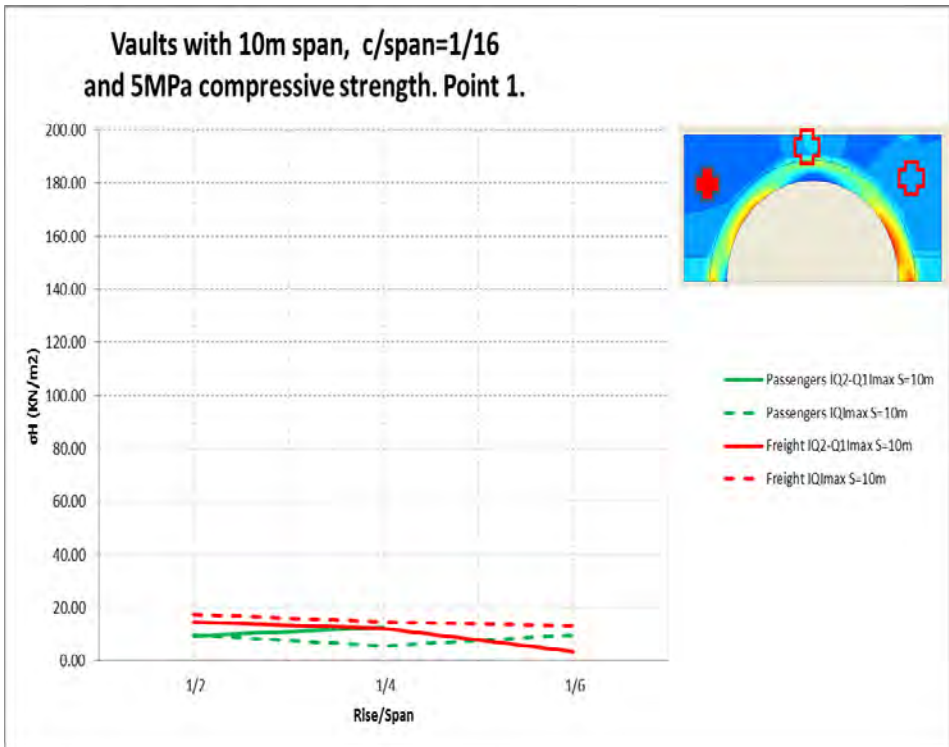 Vaults with 10m span, c/span=1/16
and 5MPa compressive strength. Point 1.
200.00
180.00
160.00
140.00
120.00
100.00
80.00
60.00
40.00
20.00
0.00
σH (KN/m2)
1/2
1/4
1/6
Rise/Span
Passengers IQ2-Q1Imax S=10m
Passengers IQImax S=10m
Freight IQ2-Q1Imax S=10m
Freight IQImax S=10m